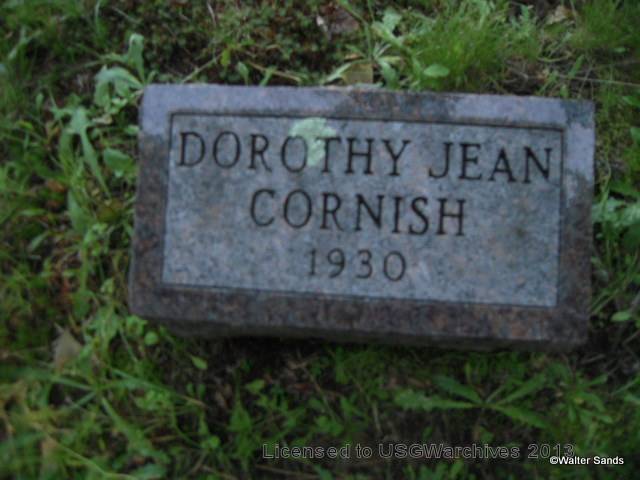 DOROTHY JEAN
CORNISH
1930
Licensed to USGWarchives 2013
©Walter Sands